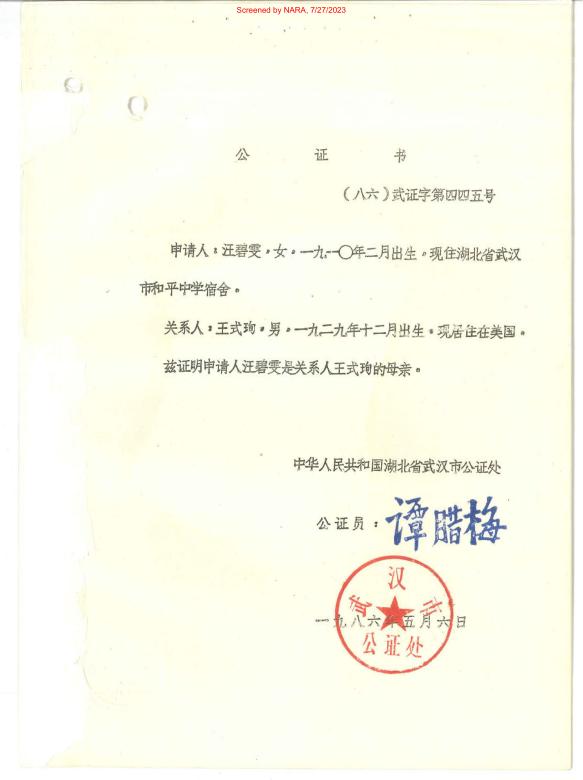 Screened by NARA, 7/27/2023
公 证 书
（八六）武证字第四四五号
申请人：汪碧雯，女，一九一〇年二月出生。现住湖北省武汉
市和平中学宿舍。
关系人：王式珣，男，一九二九年十二月出生。现居住在美国。
兹证明申请人汪碧雯是关系人王式珣的母亲。
中华人民共和国湖北省武汉市公证处
公证员：谭腊梅
一九八六年五月六日
武汉市
公证处